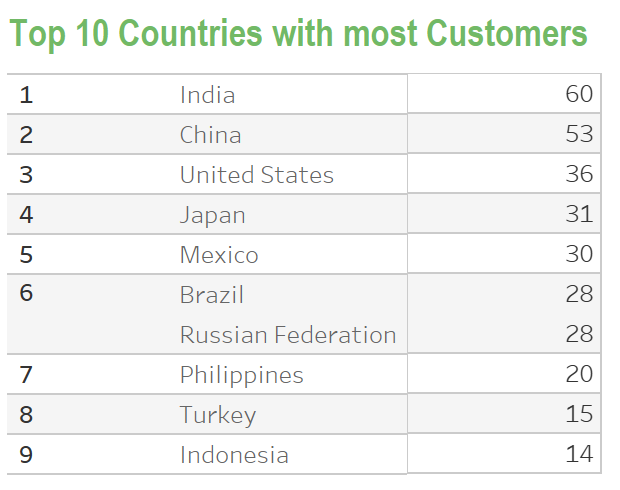 Top 10 Countries with most Customers
1 India 60
2 China 53
3 United States 36
4 Japan 31
5 Mexico 30
6 Brazil 28
Russian Federation 28
7 Philippines 20
8 Turkey 15
9 Indonesia 14